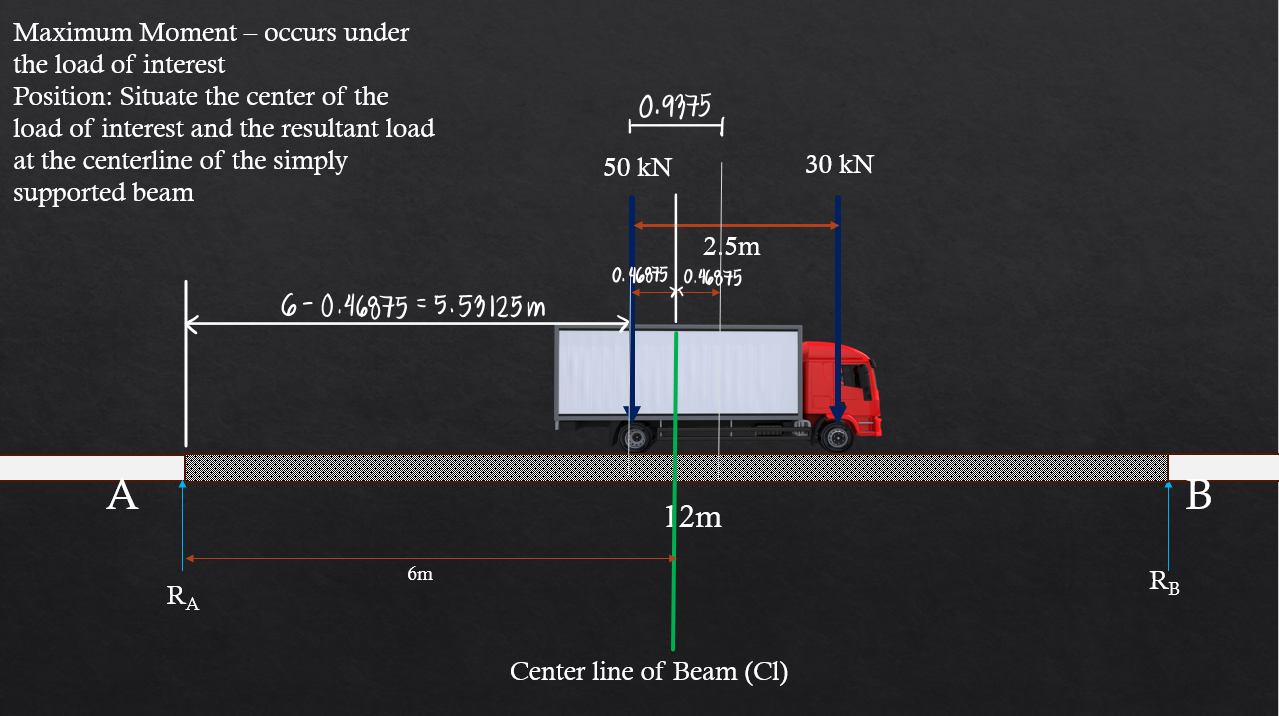 Maximum Moment – occurs under
the load of interest
Position: Situate the center of the
load of interest and the resultant load
at the centerline of the simply
supported beam
0.9375
50 kN
30 kN
2.5m
0.46875 0.46875
6 - 0.46875 = 5.53125 m
A
B
12m
6m
RA
RB
Center line of Beam (Cl)